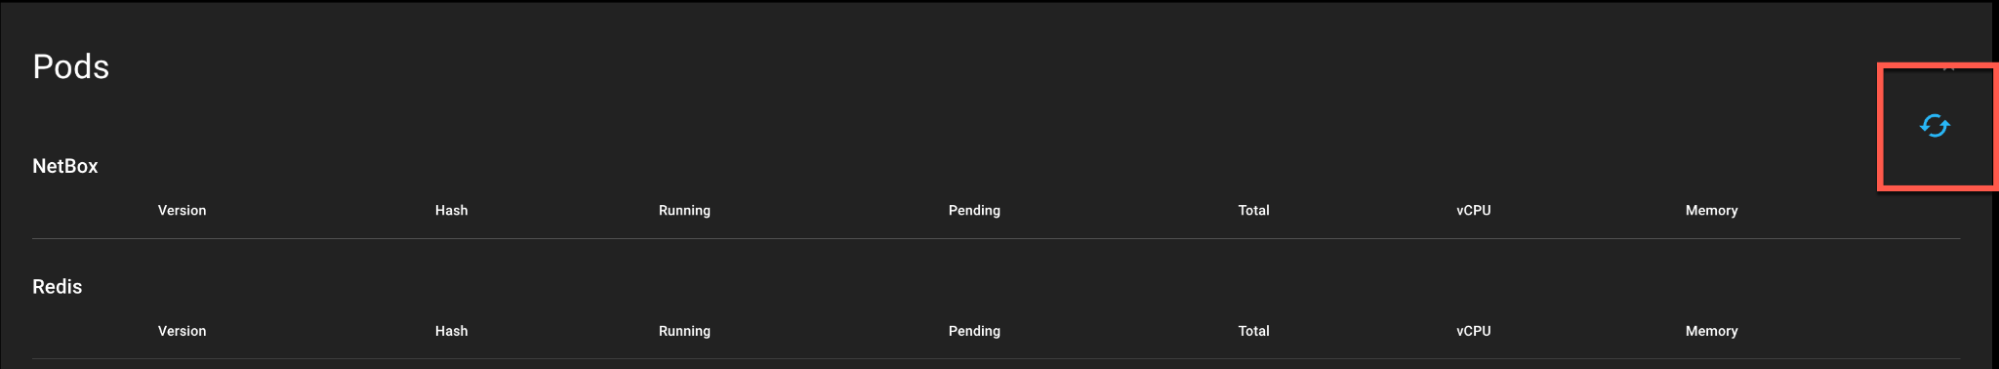 Pods
NetBox
Version Hash Running Pending Total vCPU Memory
Redis
Version Hash Running Pending Total vCPU Memory